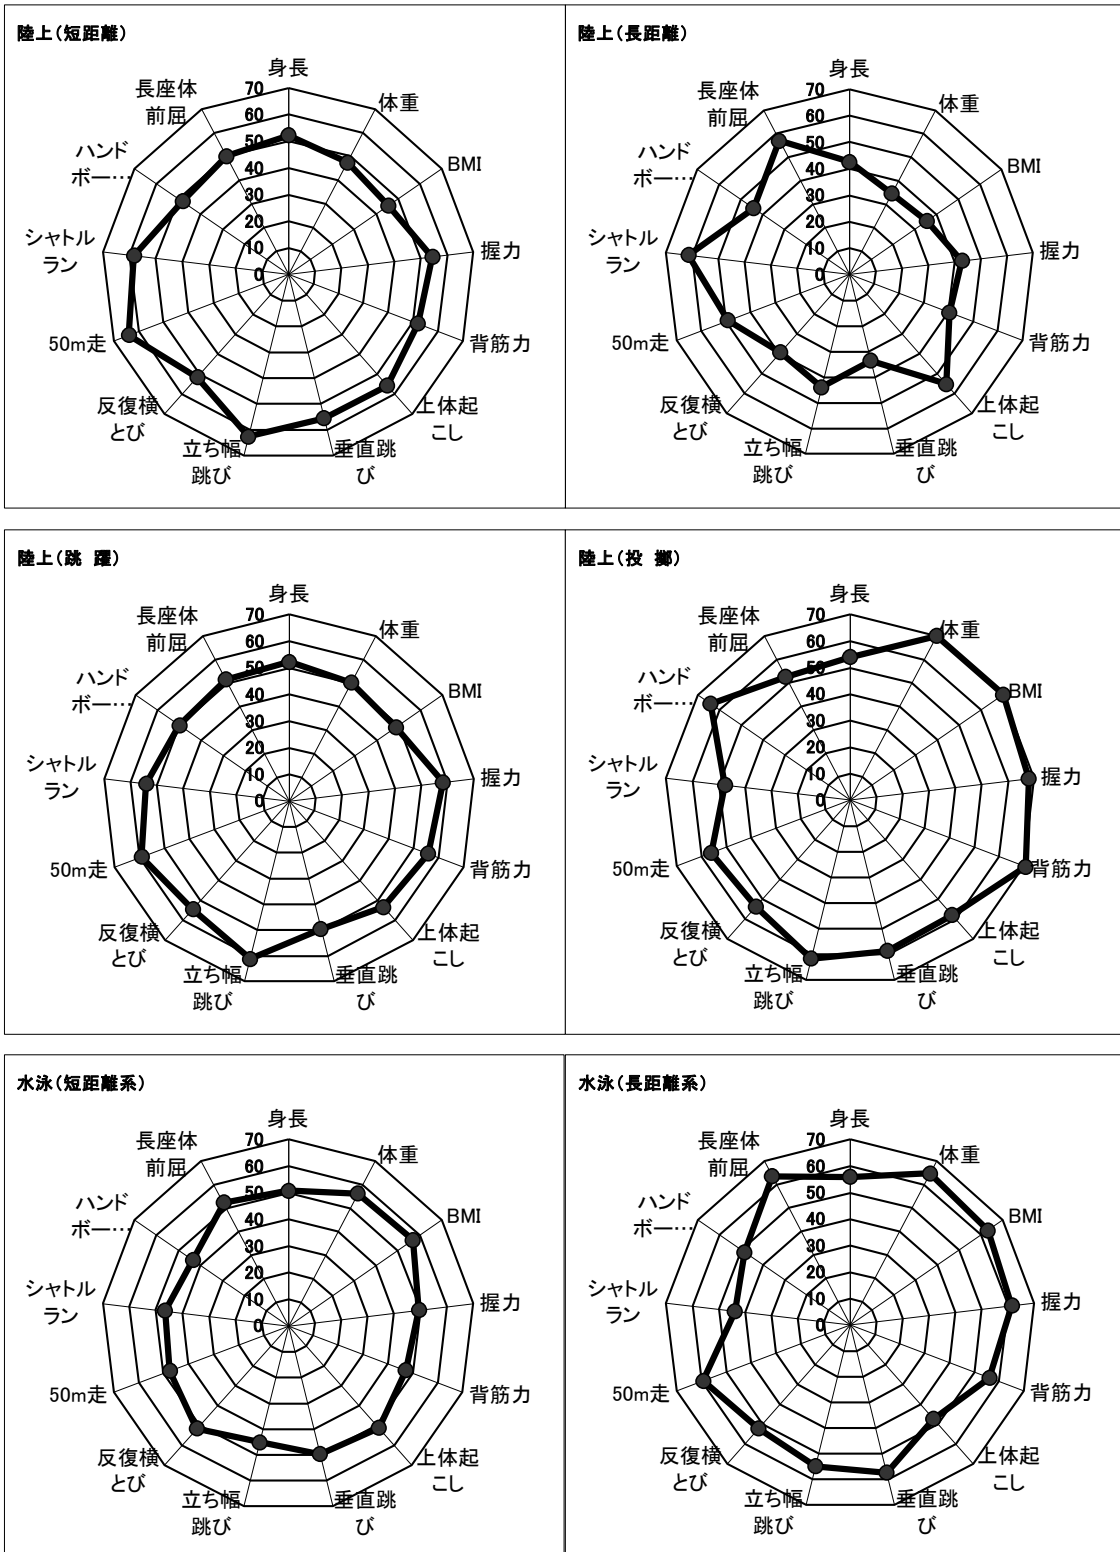 陸上(短距離)
身長
体重
BMI
握力
背筋力
上体起
こし
垂直跳
び
立ち幅
跳び
反復横
とび
50m走
シャトル
ラン
ハンド
ボー…
長座体
前屈
70
60
50
40
30
20
10
0
陸上(長距離)
身長
体重
BMI
握力
背筋力
上体起
こし
垂直跳
び
立ち幅
跳び
反復横
とび
50m走
シャトル
ラン
ハンド
ボー…
長座体
前屈
70
60
50
40
30
20
10
0
陸上(跳 躍)
身長
体重
BMI
握力
背筋力
上体起
こし
垂直跳
び
立ち幅
跳び
反復横
とび
50m走
シャトル
ラン
ハンド
ボー…
長座体
前屈
70
60
50
40
30
20
10
0
陸上(投 擲)
身長
体重
BMI
握力
背筋力
上体起
こし
垂直跳
び
立ち幅
跳び
反復横
とび
50m走
シャトル
ラン
ハンド
ボー…
長座体
前屈
70
60
50
40
30
20
10
0
水泳(短距離系)
身長
体重
BMI
握力
背筋力
上体起
こし
垂直跳
び
立ち幅
跳び
反復横
とび
50m走
シャトル
ラン
ハンド
ボー…
長座体
前屈
70
60
50
40
30
20
10
0
水泳(長距離系)
身長
体重
BMI
握力
背筋力
上体起
こし
垂直跳
び
立ち幅
跳び
反復横
とび
50m走
シャトル
ラン
ハンド
ボー…
長座体
前屈
70
60
50
40
30
20
10
0